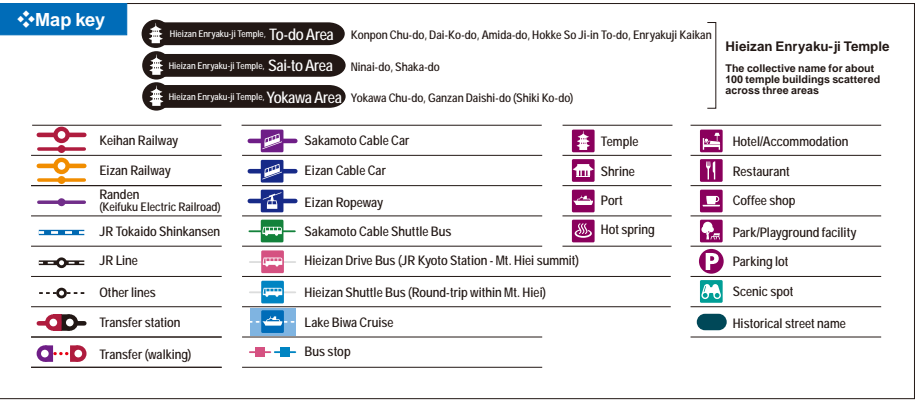 ❖Map key
Hieizan Enryaku-ji Temple, To-do Area Konpon Chu-do, Dai-Ko-do, Amida-do, Hokke So Ji-in To-do, Enryakuji Kaikan
Hieizan Enryaku-ji Temple, Sai-to Area Ninai-do, Shaka-do
Hieizan Enryaku-ji Temple, Yokawa Area Yokawa Chu-do, Ganzan Daishi-do (Shiki Ko-do)
Hieizan Enryaku-ji Temple
The collective name for about
100 temple buildings scattered
across three areas
Keihan Railway
Eizan Railway
Randen
(Keifuku Electric Railroad)
JR Tokaido Shinkansen
JR Line
Other lines
Transfer station
Transfer (walking)
Sakamoto Cable Car
Eizan Cable Car
Eizan Ropeway
Sakamoto Cable Shuttle Bus
Hieizan Drive Bus (JR Kyoto Station - Mt. Hiei summit)
Hieizan Shuttle Bus (Round-trip within Mt. Hiei)
Lake Biwa Cruise
Bus stop
Temple
Shrine
Port
Hot spring
Hotel/Accommodation
Restaurant
Coffee shop
Park/Playground facility
P Parking lot
Scenic spot
Historical street name